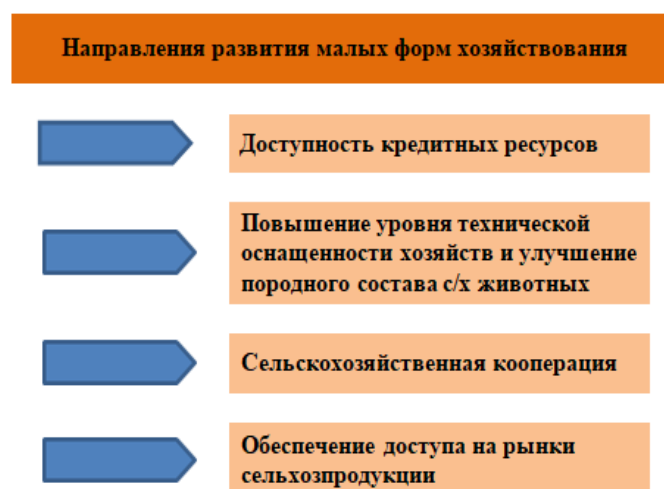 Направления развития малых форм хозяйствования
Доступность кредитных ресурсов
Повышение уровня технической
оснащенности хозяйств и улучшение
породного состава с/х животных
Сельскохозяйственная кооперация
Обеспечение доступа на рынки
сельхозпродукции